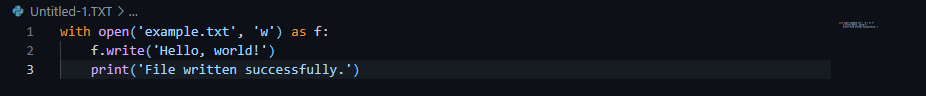 Untitled-1.TXT > ...
1 with open('example.txt', 'w') as f:
2     f.write('Hello, world!')
3     print('File written successfully.')